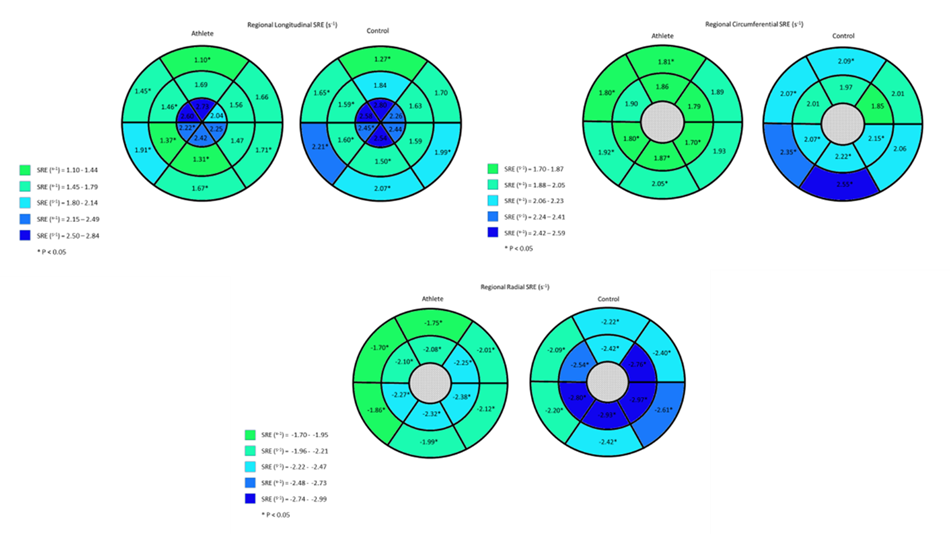 Regional Longitudinal SRE (s⁻¹)
Athlete
Control
1.10*
1.45*
1.66
1.69
1.46*
1.56
2.04
2.22*
2.25
2.42
1.91*
1.37*
1.47
1.71*
1.31*
1.67*
1.27*
1.65*
1.70
1.84
1.59*
1.63
2.26
2.45*
2.44
2.21*
1.60*
1.59
1.99*
1.50*
2.07*
SRE (s⁻¹) = 1.10 - 1.44
SRE (s⁻¹) = 1.45 - 1.79
SRE (s⁻¹) = 1.80 – 2.14
SRE (s⁻¹) = 2.15 – 2.49
SRE (s⁻¹) = 2.50 – 2.84
* P < 0.05
Regional Circumferential SRE (s⁻¹)
Athlete
Control
1.81*
1.80*
1.89
1.86
1.90
1.79
1.92*
1.80*
1.70*
1.93
1.87*
2.05*
2.09*
2.07*
2.01
1.97
2.01
1.85
2.35*
2.07*
2.15*
2.06
2.22*
SRE (s⁻¹) = 1.70 - 1.87
SRE (s⁻¹) = 1.88 – 2.05
SRE (s⁻¹) = 2.06 – 2.23
SRE (s⁻¹) = 2.24 – 2.41
SRE (s⁻¹) = 2.42 – 2.59
* P < 0.05
Regional Radial SRE (s⁻¹)
Athlete
Control
-1.75*
-1.70*
-2.01*
-2.08*
-2.10*
-2.25*
-1.86*
-2.27*
-2.38*
-2.12*
-2.32*
-1.99*
-2.22*
-2.09*
-2.40*
-2.42*
-2.54*
-2.20*
-2.61*
-2.42*
SRE (s⁻¹) = -1.70 - -1.95
SRE (s⁻¹) = -1.96 - -2.21
SRE (s⁻¹) = -2.22 - -2.47
SRE (s⁻¹) = -2.48 - -2.73
SRE (s⁻¹) = -2.74 - -2.99
* P < 0.05